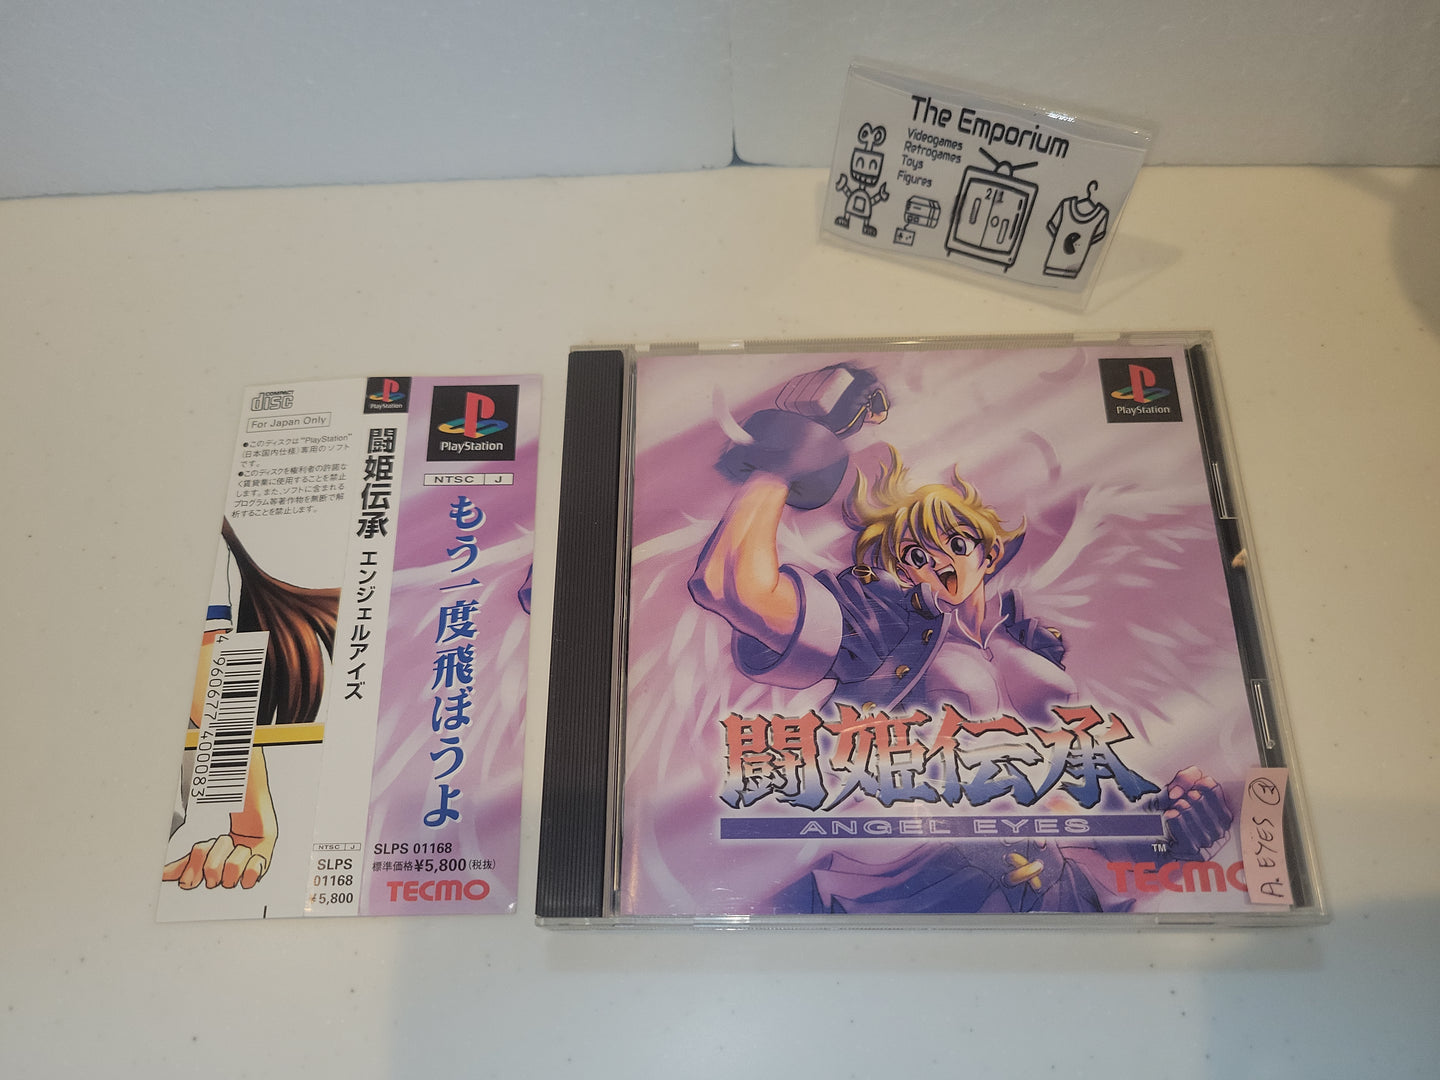 The Emporium
Videogames
Retrogames
Toys
Figures
2 1
COMPACT
disc
For Japan Only
●このディスクは"PlayStation"
(日本国内仕様)専用のソフト
です。
●このディスクを権利者の許諾な
く賃貸業に使用することを禁止
します。また、ソフトに含まれる
プログラム等著作物を無断で解
析することを禁止します。
4 960677 400083
PlayStation
闘姫伝承 エンジェルアイズ
NTSC J
SLPS
01168
¥5,800
PlayStation
NTSC J
もう一度飛ぼうよ
SLPS 01168
標準価格¥5,800(税抜)
TECMO
PlayStation
闘姫伝承
ANGEL EYES
TM
TECMO
A. EYES